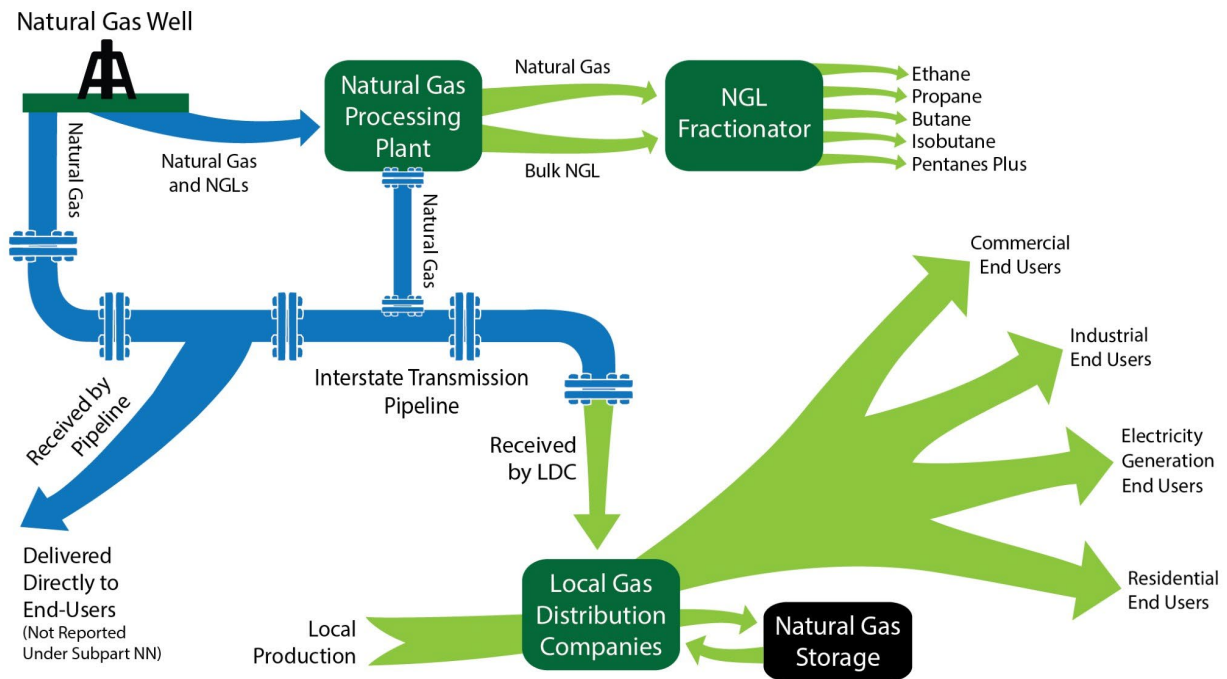 Natural Gas Well
Natural Gas
Natural Gas
and NGLs
Natural Gas
Processing
Plant
Natural Gas
Bulk NGL
NGL
Fractionator
Ethane
Propane
Butane
Isobutane
Pentanes Plus
Natural Gas
Interstate Transmission
Pipeline
Received by
Pipeline
Delivered
Directly to
End-Users
(Not Reported
Under Subpart NN)
Received
by LDC
Local
Production
Local Gas
Distribution
Companies
Natural Gas
Storage
Commercial
End Users
Industrial
End Users
Electricity
Generation
End Users
Residential
End Users